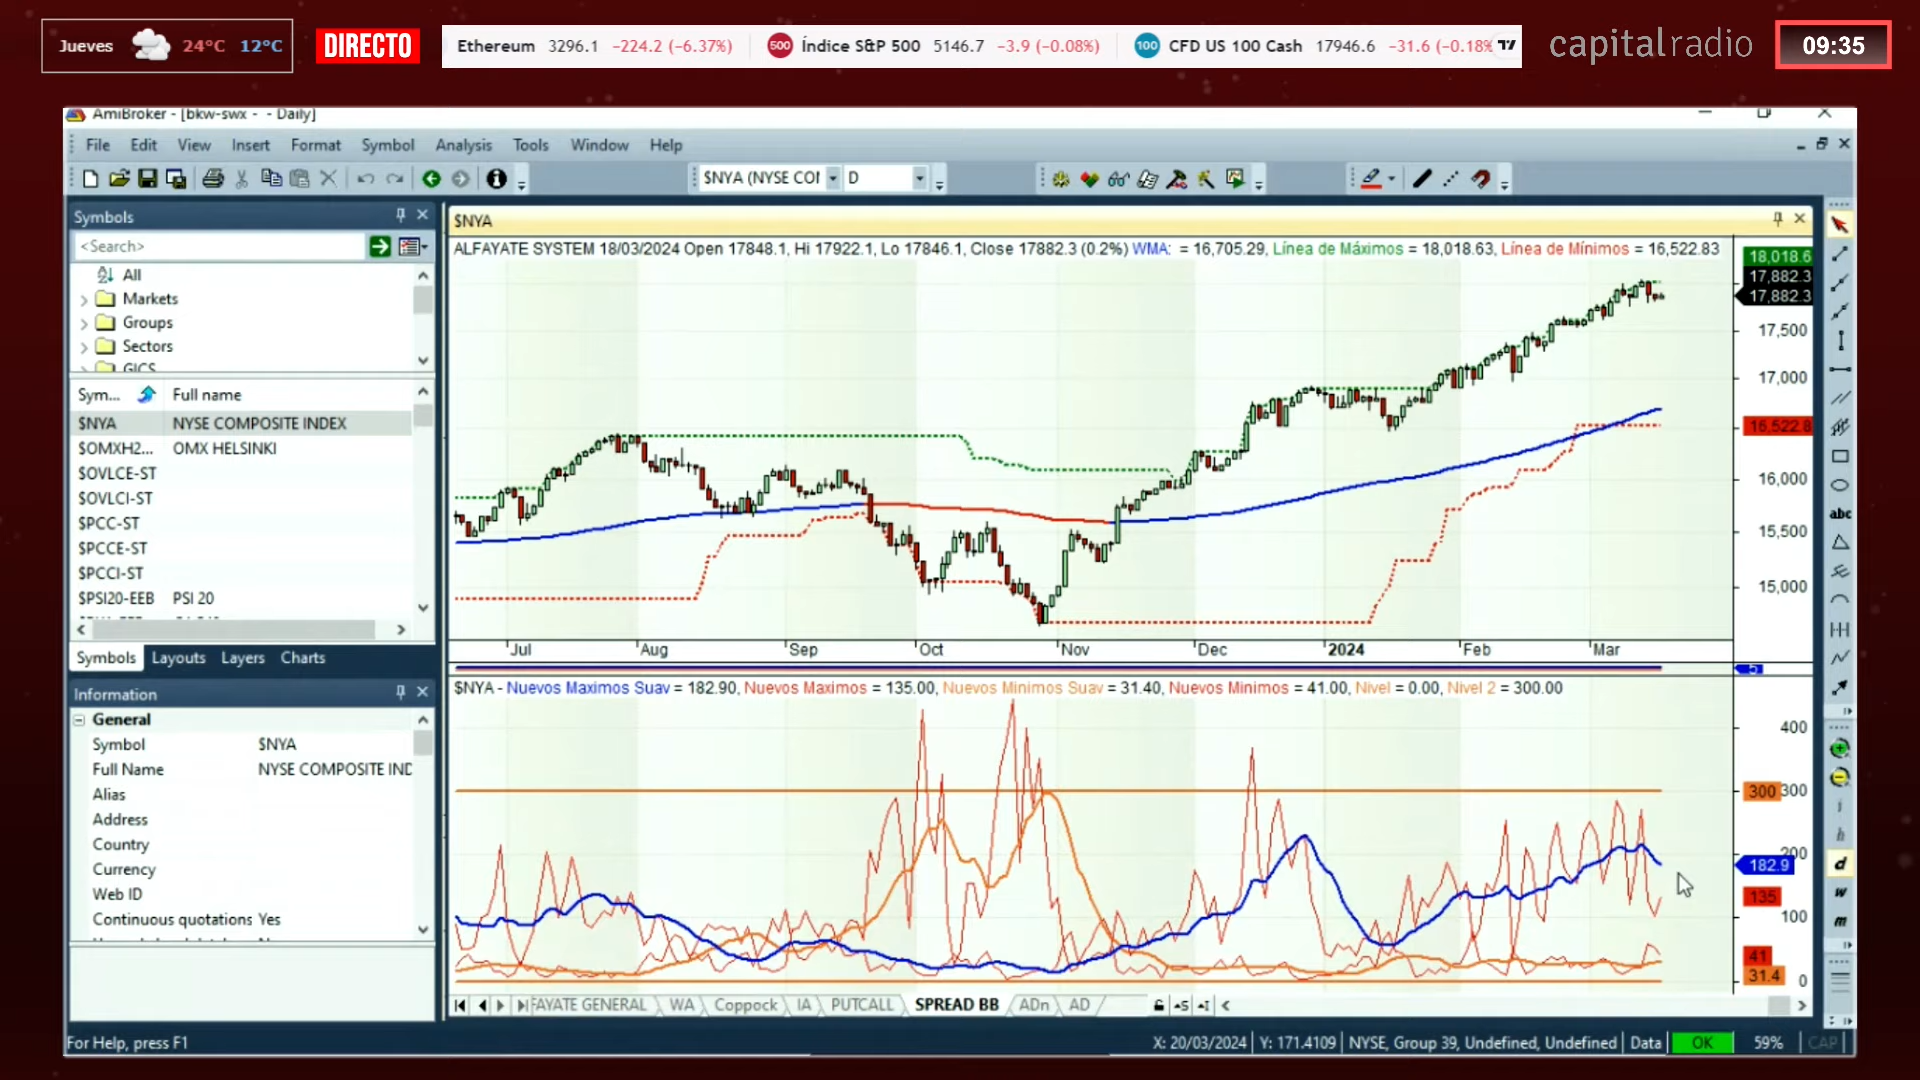 Jueves 24°C 12°C DIRECTO Ethereum 3296.1 −224.2 (−6.37%) 500 Índice S&P 500 5146.7 −3.9 (−0.08%) 100 CFD US 100 Cash 17946.6 −31.6 (−0.18% capitalradio 09:35
AmiBroker - [bkw-swx - - Daily]
File Edit View Insert Format Symbol Analysis Tools Window Help
$NYA (NYSE COI D
Symbols
<Search>
All
Markets
Groups
Sectors
GICS
Sym... Full name
$NYA NYSE COMPOSITE INDEX
$OMXH2... OMX HELSINKI
$OVLCE-ST
$OVLCI-ST
$PCC-ST
$PCCE-ST
$PCCI-ST
$PSI20-EEB PSI 20
Symbols Layouts Layers Charts
Information
General
Symbol $NYA
Full Name NYSE COMPOSITE IND
Alias
Address
Country
Currency
Web ID
Continuous quotations Yes
$NYA
ALFAYATE SYSTEM 18/03/2024 Open 17848.1, Hi 17922.1, Lo 17846.1, Close 17882.3 (0.2%) WMA: = 16,705.29, Línea de Máximos = 18,018.63, Línea de Mínimos = 16,522.83
18,018.6
17,882.3
17,882.3
17,500
17,000
16,522.8
16,000
15,500
15,000
Jul Aug Sep Oct Nov Dec 2024 Feb Mar
5
$NYA - Nuevos Maximos Suav = 182.90, Nuevos Maximos = 135.00, Nuevos Minimos Suav = 31.40, Nuevos Minimos = 41.00, Nivel = 0.00, Nivel 2 = 300.00
400
300 300
200
182.9
135
100
41
31.4
0
FAYATE GENERAL WA Coppock IA PUTCALL SPREAD BB ADn AD
abc
i
h
d
w
m
For Help, press F1 X: 20/03/2024 Y: 171.4109 NYSE, Group 39, Undefined, Undefined Data OK 59% CAP